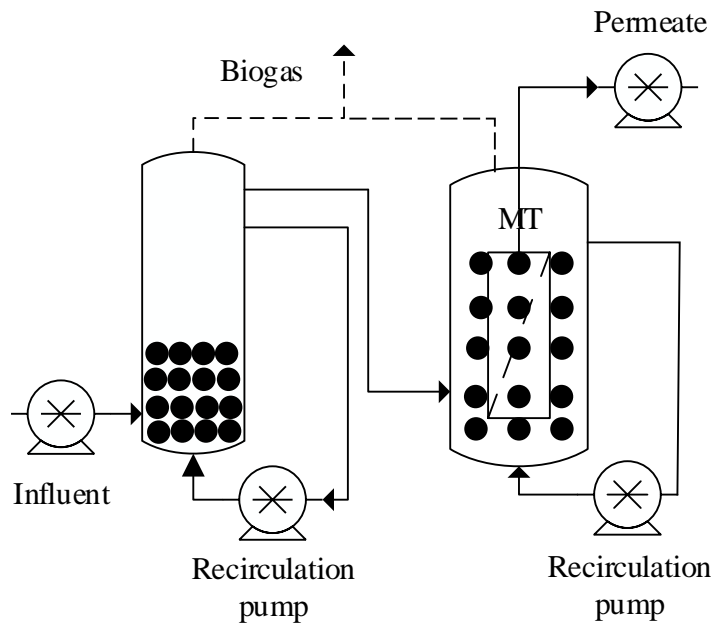 Permeate
Biogas
MT
Influent
Recirculation
pump
Recirculation
pump